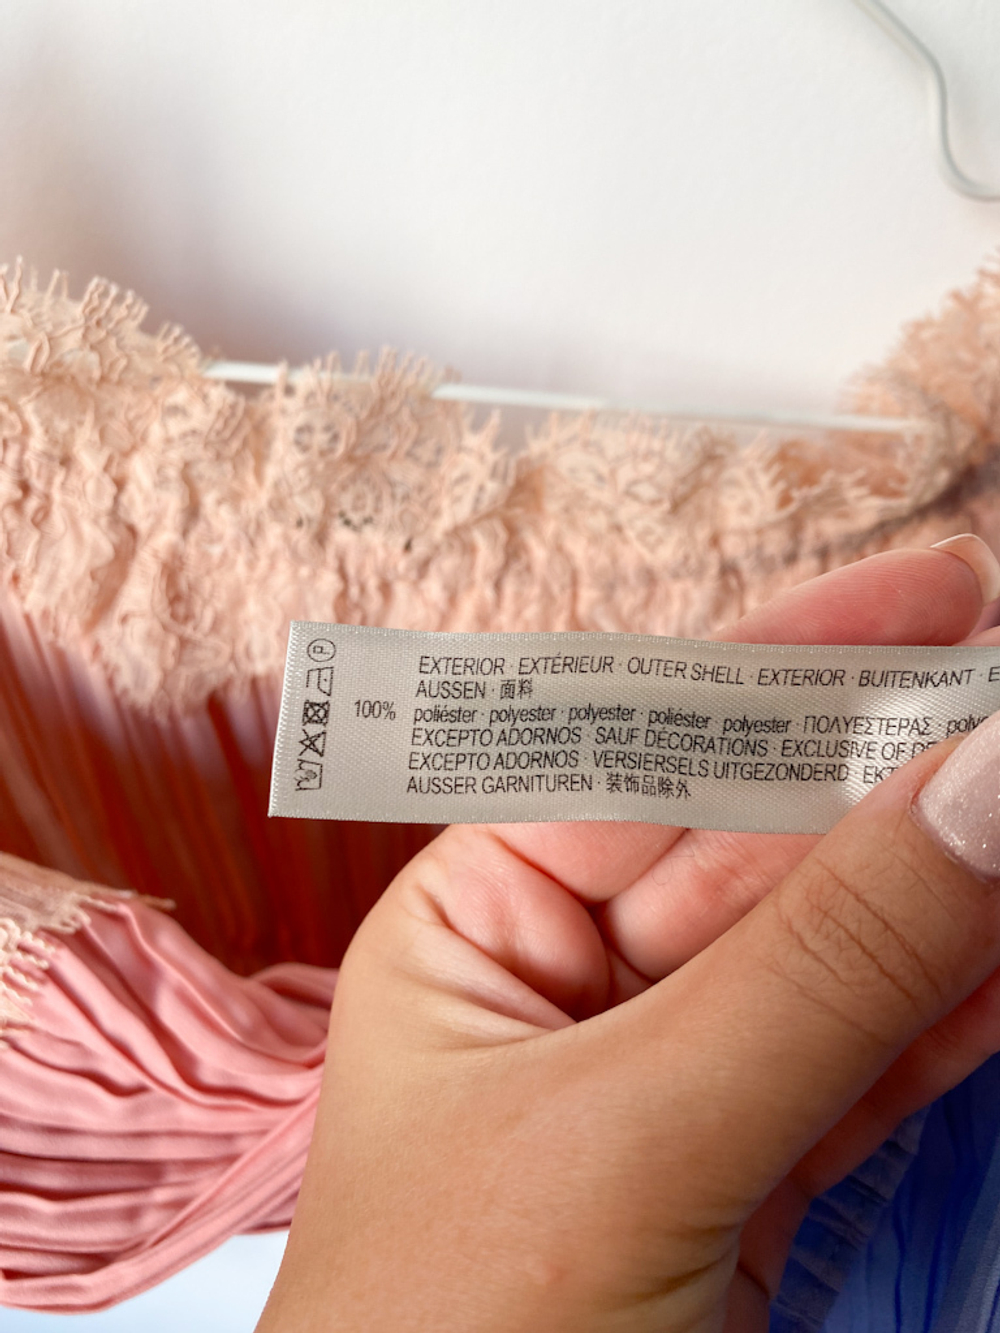 P
EXTERIOR · EXTÉRIEUR · OUTER SHELL · EXTERIOR · BUITENKANT ·
AUSSEN · 面料
100% poliéster · polyester · polyester · poliéster polyester · ΠΟΛΥΕΣΤΕΡΑΣ
EXCEPTO ADORNOS · SAUF DÉCORATIONS · EXCLUSIVE OF
EXCEPTO ADORNOS · VERSIERSELS UITGEZONDERD
AUSSER GARNITUREN · 装饰品除外